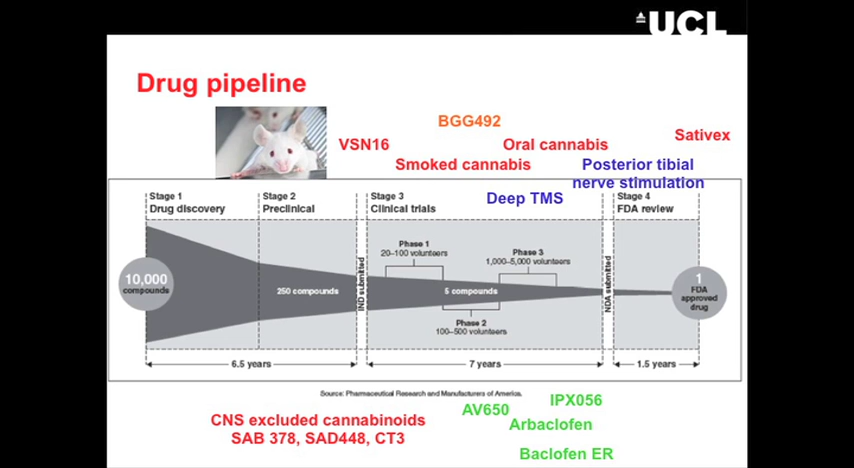 UCL
Drug pipeline
BGG492
VSN16
Oral cannabis
Sativex
Smoked cannabis
Posterior tibial
nerve stimulation
Deep TMS
Stage 1
Drug discovery
Stage 2
Preclinical
Stage 3
Clinical trials
Stage 4
FDA review
Phase 1
20–100 volunteers
Phase 3
1,000–5,000 volunteers
10,000
compounds
250 compounds
IND submitted
5 compounds
NDA submitted
1
FDA
approved
drug
Phase 2
100–500 volunteers
6.5 years
7 years
1.5 years
Source: Pharmaceutical Research and Manufacturers of America.
CNS excluded cannabinoids
SAB 378, SAD448, CT3
AV650
IPX056
Arbaclofen
Baclofen ER